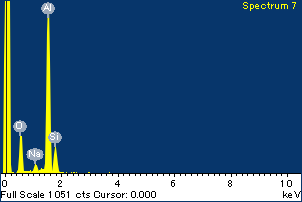 Spectrum 7
Al
O
Na
Si
0 2 4 6 8 10
Full Scale 1051 cts Cursor: 0.000 keV